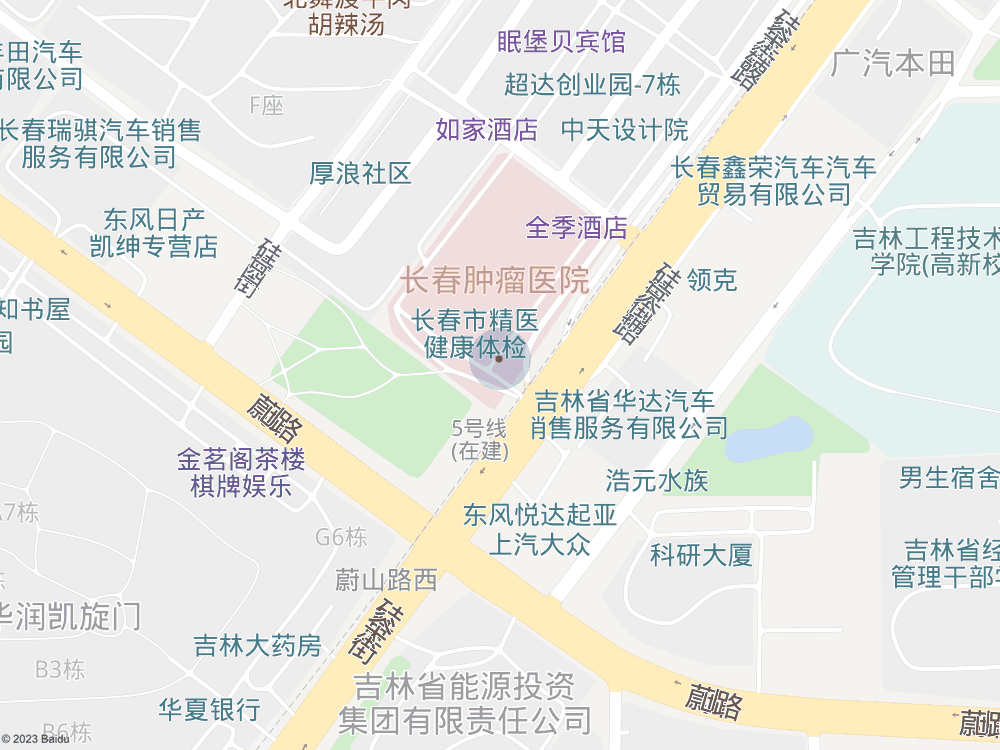 胡辣汤
田汽车
有限公司
眠堡贝宾馆
超达创业园-7栋
广汽本田
F座
长春瑞骐汽车销售
服务有限公司
如家酒店
中天设计院
厚浪社区
长春鑫荣汽车汽车
贸易有限公司
东风日产
凯绅专营店
全季酒店
吉林工程技术
学院(高新校
长春肿瘤医院
领克
知书屋
园
长春市精医
健康体检
吉林省华达汽车
销售服务有限公司
蔚山路
5号线
(在建)
金茗阁茶楼
棋牌娱乐
浩元水族
男生宿舍
A7栋
东风悦达起亚
上汽大众
G6栋
科研大厦
吉林省经
管理干部学
蔚山路西
华润凯旋门
吉林大药房
B3栋
吉林省能源投资
集团有限责任公司
蔚山路
华夏银行
B6栋
蔚山路
© 2023 Baidu